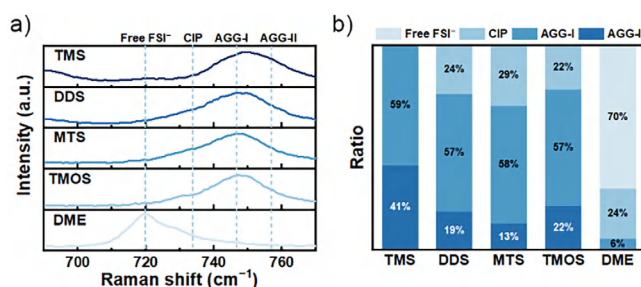 a)
Free FSI⁻ CIP AGG-I AGG-II
TMS
DDS
MTS
TMOS
DME
Intensity (a.u.)
700 720 740 760
Raman shift (cm⁻¹)
b)
Free FSI⁻ CIP AGG-I AGG-I
59%
41%
24%
57%
19%
29%
58%
13%
22%
57%
22%
70%
24%
6%
Ratio
TMS DDS MTS TMOS DME